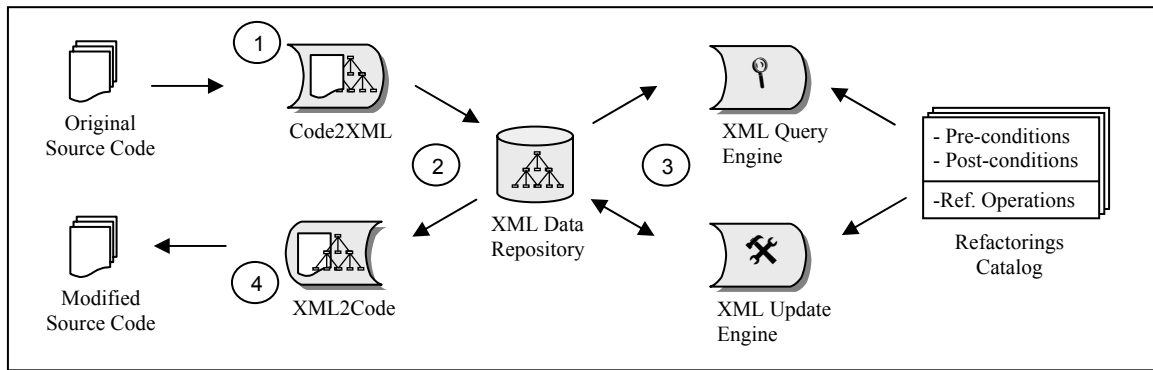 1
Original
Source Code
Code2XML
2
XML Data
Repository
3
XML Query
Engine
- Pre-conditions
- Post-conditions
-Ref. Operations
Refactorings
Catalog
Modified
Source Code
4
XML2Code
XML Update
Engine